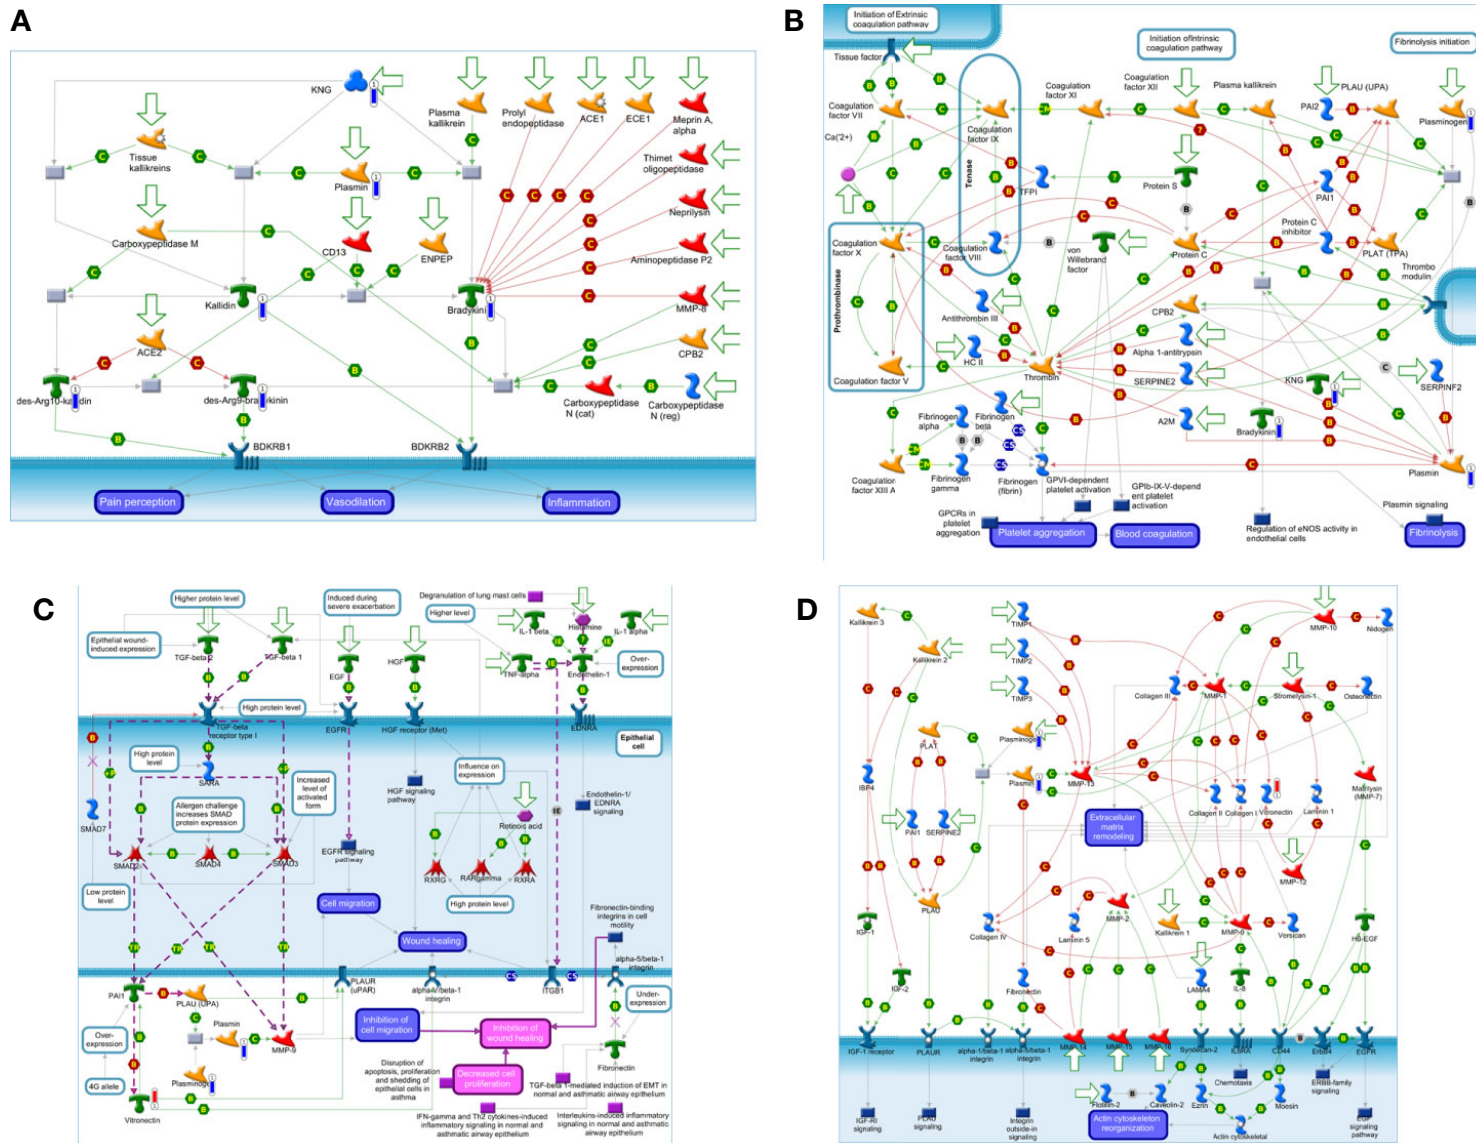 A
KNG
Tissue
kallikreins
Plasma
kallikrein
Prolyl
endopeptidase
ACE1
ECE1
Meprin A,
alpha
Thimet
oligopeptidase
Plasmin
Neprilysin
Carboxypeptidase M
CD13
ENPEP
Aminopeptidase P2
Kallidin
MMP-8
ACE2
CPB2
Carboxypeptidase
N (cat)
Carboxypeptidase
N (reg)
BDKRB1
BDKRB2
Pain perception
Vasodilation
Inflammation
B
Initiation of Extrinsic
coagulation pathway
Initiation of Intrinsic
coagulation pathway
Fibrinolysis initiation
Tissue factor
Coagulation
factor VII
Coagulation
factor IX
Coagulation
factor XI
Coagulation
factor XII
Plasma kallikrein
PAI2
PLAU (UPA)
Plasminogen
Ca('2+)
Tenase
TFPI
Protein S
PAI1
Protein C
inhibitor
PLAT (TPA)
Thrombo
modulin
Coagulation
factor X
Coagulation
factor VIII
von
Willebrand
factor
Protein C
Prothrombinase
Antithrombin III
CPB2
Alpha 1-antitrypsin
HC II
Coagulation factor V
Thrombin
SERPINE2
KNG
SERPINF2
Fibrinogen
alpha
Fibrinogen
beta
A2M
Bradykinin
Plasmin
Coagulation
factor XIII A
Fibrinogen
gamma
Fibrinogen
(fibrin)
GPVI-dependent
platelet activation
GPIb-IX-V-depend
ent platelet
activation
GPCRs in
platelet
aggregation
Platelet aggregation
Blood coagulation
Regulation of eNOS activity in
endothelial cells
Plasmin signaling
Fibrinolysis
C
Higher protein level
Induced during
severe exacerbation
Degranulation of lung mast cells
Higher level
Histamine
IL-1 beta
IL-1 alpha
Epithelial wound-
induced expression
TGF-beta 2
TGF-beta 1
EGF
HGF
TNF-alpha
Endothelin-1
Over-
expression
High protein level
TGF-beta
receptor type I
EGFR
HGF receptor (Met)
EDNRA
Epithelial
cell
High protein
level
SARA
Increased
level of
activated
form
Influence on
expression
HGF signaling
pathway
Endothelin-1/
EDNRA
signaling
Allergen challenge
increases SMAD
protein expression
SMAD7
Retinoic acid
SMAD2
SMAD4
SMAD3
EGFR signaling
pathway
RXRG
RARgamma
RXRA
Low protein
level
High protein level
Cell migration
Fibronectin-binding
integrins in cell
motility
Wound healing
PAI1
PLAU (UPA)
PLAUR
(uPAR)
alpha-V/beta-1
integrin
ITGB1
alpha-5/beta-1
integrin
Over-
expression
Plasmin
MMP-9
Inhibition of
cell migration
Inhibition of
wound healing
Under-
expression
4G allele
Disruption of
apoptosis, proliferation
and shedding of
epithelial cells in
asthma
Decreased cell
proliferation
Fibronectin
Vitronectin
TGF-beta 1-mediated induction of EMT in
normal and asthmatic airway epithelium
IFN-gamma and Th2 cytokines-induced
inflammatory signaling in normal and
asthmatic airway epithelium
Interleukins-induced inflammatory
signaling in normal and asthmatic
airway epithelium
D
Kallikrein 3
TIMP1
MMP-10
Nidogen
Kallikrein 2
TIMP2
TIMP3
Collagen III
MMP-1
Stromelysin-1
Osteonectin
PLAT
Plasminogen
IBP4
Plasmin
MMP-13
Collagen II
Collagen I
Vitronectin
Laminin 1
Matrilysin
(MMP-7)
PAI1
SERPINE2
Extracellular
matrix
remodeling
MMP-12
PLAU
MMP-2
IGF-1
Collagen IV
Laminin 5
Kallikrein 1
MMP-9
Versican
HB-EGF
IGF-2
Fibronectin
LAMA4
IL-8
IGF-1 receptor
PLAUR
alpha-1/beta-1
integrin
alpha-5/beta-1
integrin
MMP-14
MMP-15
MMP-16
Syndecan-2
IL8RA
CD44
ErbB4
EGFR
Chemotaxis
ERBB-family
signaling
Flotillin-2
Caveolin-2
Ezrin
Moesin
IGF-RI
signaling
PLAU
signaling
Integrin
outside-in
signaling
Actin cytoskeleton
reorganization
Actin cytoskeletal
EGF
signaling
pathway